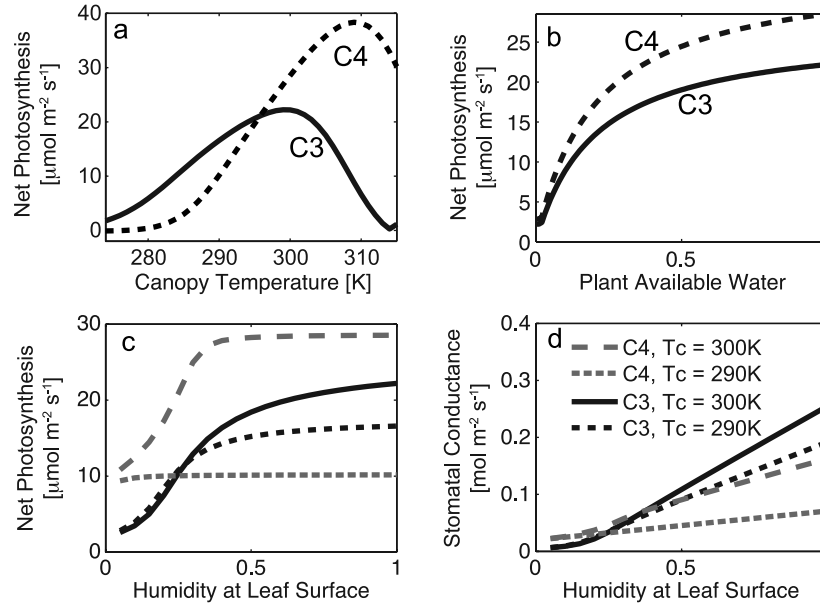 a
Net Photosynthesis
[μmol m⁻² s⁻¹]
40
30
20
10
0
C4
C3
280
290
300
310
Canopy Temperature [K]
b
Net Photosynthesis
[μmol m⁻² s⁻¹]
25
20
15
10
5
0
C4
C3
0
0.5
Plant Available Water
c
Net Photosynthesis
[μmol m⁻² s⁻¹]
30
20
10
0
0
0.5
1
Humidity at Leaf Surface
d
Stomatal Conductance
[mol m⁻² s⁻¹]
0.4
0.3
0.2
0.1
0
C4, Tc = 300K
C4, Tc = 290K
C3, Tc = 300K
C3, Tc = 290K
0
0.5
Humidity at Leaf Surface